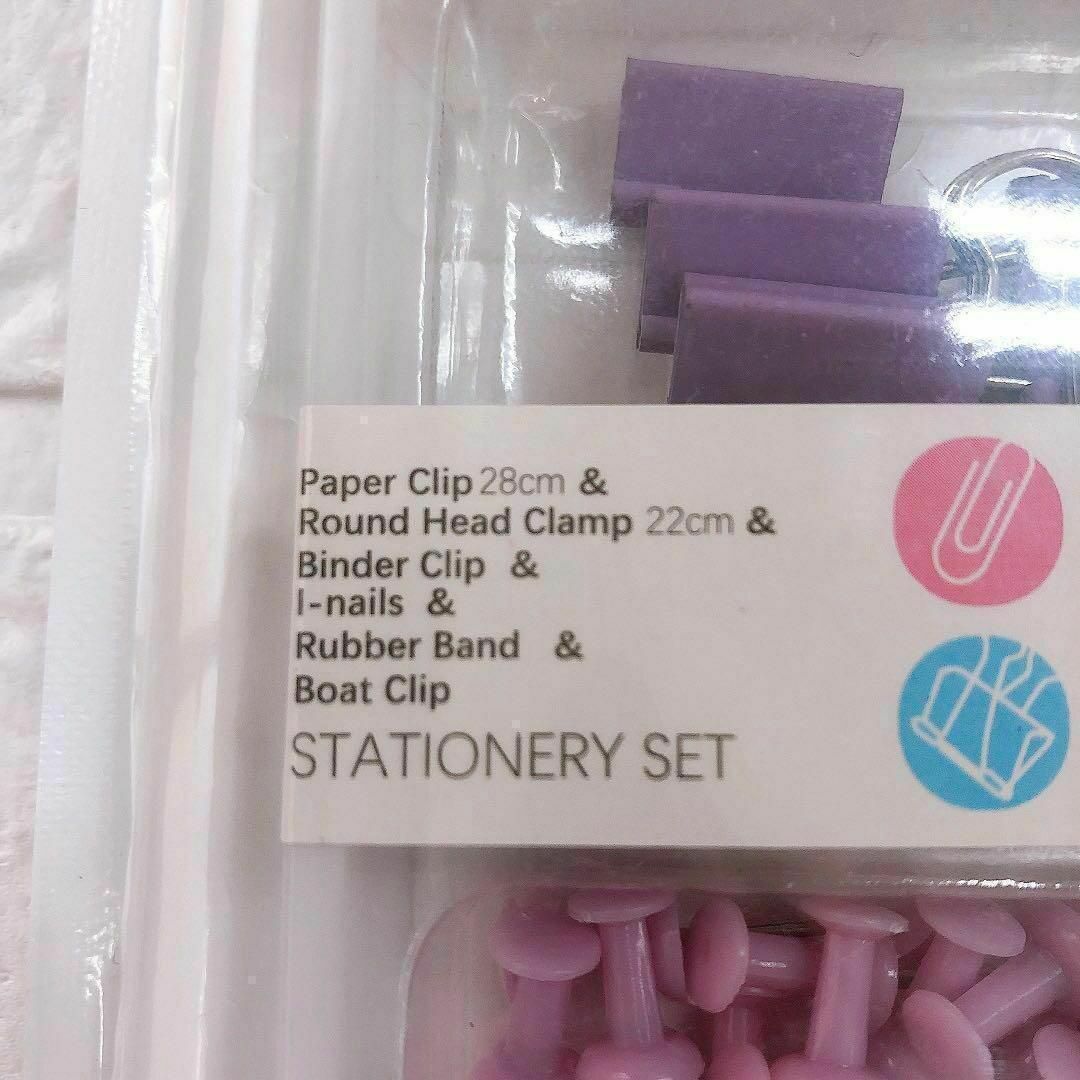 Paper Clip 28cm &
Round Head Clamp 22cm &
Binder Clip &
I-nails &
Rubber Band &
Boat Clip
STATIONERY SET